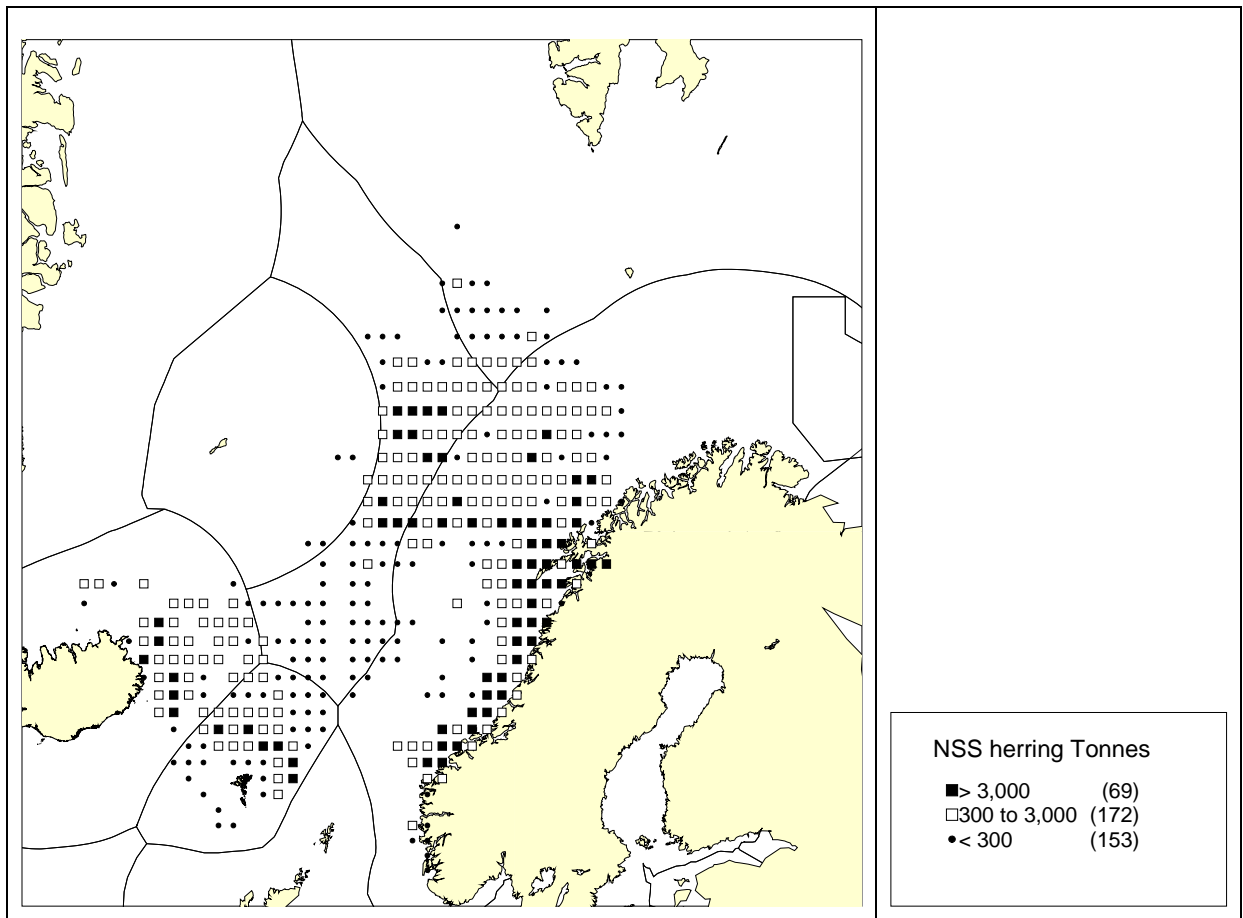 NSS herring Tonnes
> 3,000 (69)
300 to 3,000 (172)
< 300 (153)